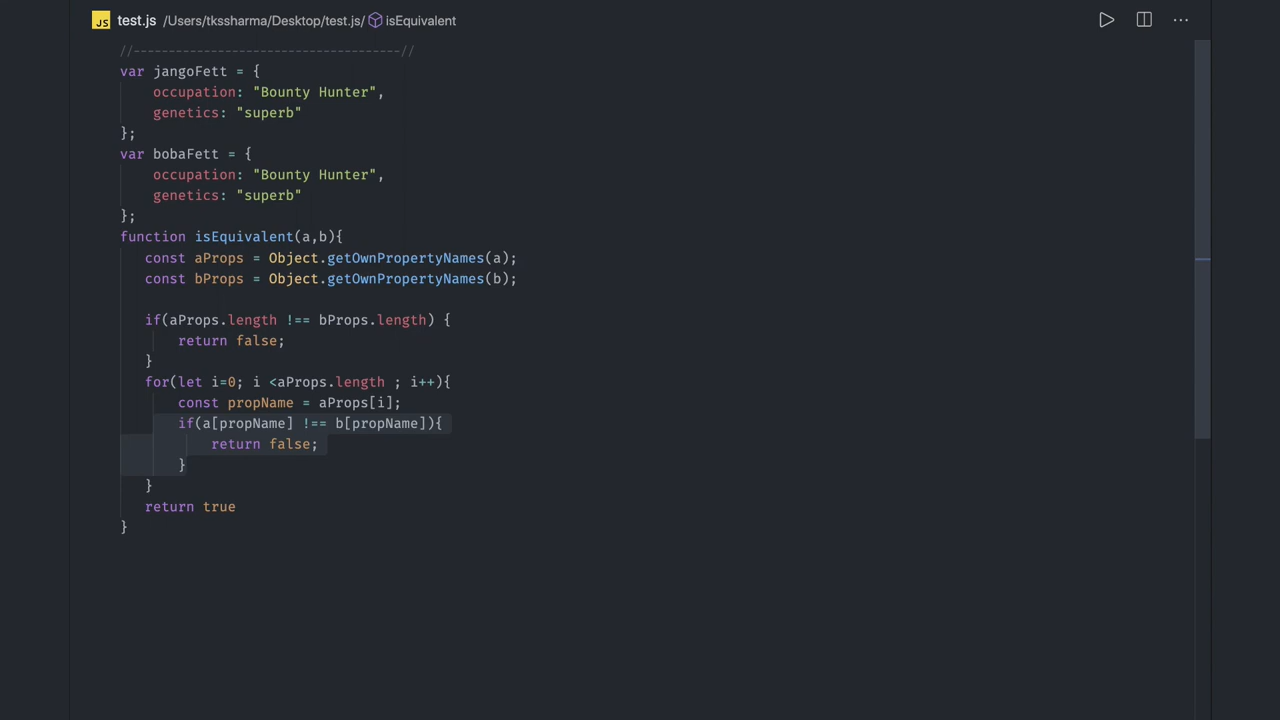 JS test.js /Users/tkssharma/Desktop/test.js/ isEquivalent ...
//--------------------------------//
var jangoFett = {
    occupation: "Bounty Hunter",
    genetics: "superb"
};
var bobaFett = {
    occupation: "Bounty Hunter",
    genetics: "superb"
};
function isEquivalent(a,b){
   const aProps = Object.getOwnPropertyNames(a);
   const bProps = Object.getOwnPropertyNames(b);
   if(aProps.length !== bProps.length) {
       return false;
   }
   for(let i=0; i <aProps.length ; i++){
       const propName = aProps[i];
       if(a[propName] !== b[propName]){
           return false;
       }
   }
   return true
}